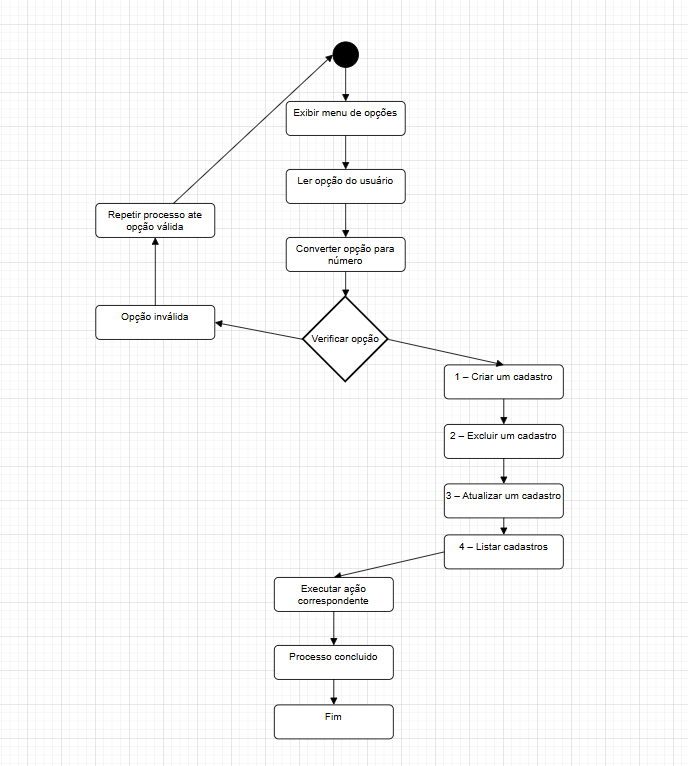 Exibir menu de opções
Ler opção do usuário
Repetir processo ate
opção válida
Converter opção para
número
Opção inválida
Verificar opção
1 – Criar um cadastro
2 – Excluir um cadastro
3 – Atualizar um cadastro
4 – Listar cadastros
Executar ação
correspondente
Processo concluido
Fim